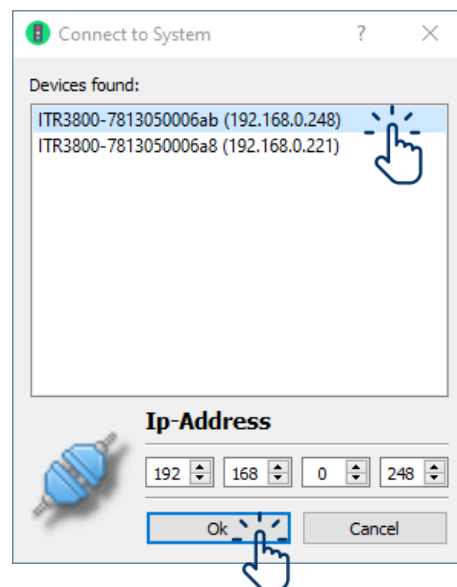 Connect to System ?
Devices found:
ITR3800-7813050006ab (192.168.0.248)
ITR3800-7813050006a8 (192.168.0.221)
Ip-Address
192 168 0 248
Ok Cancel